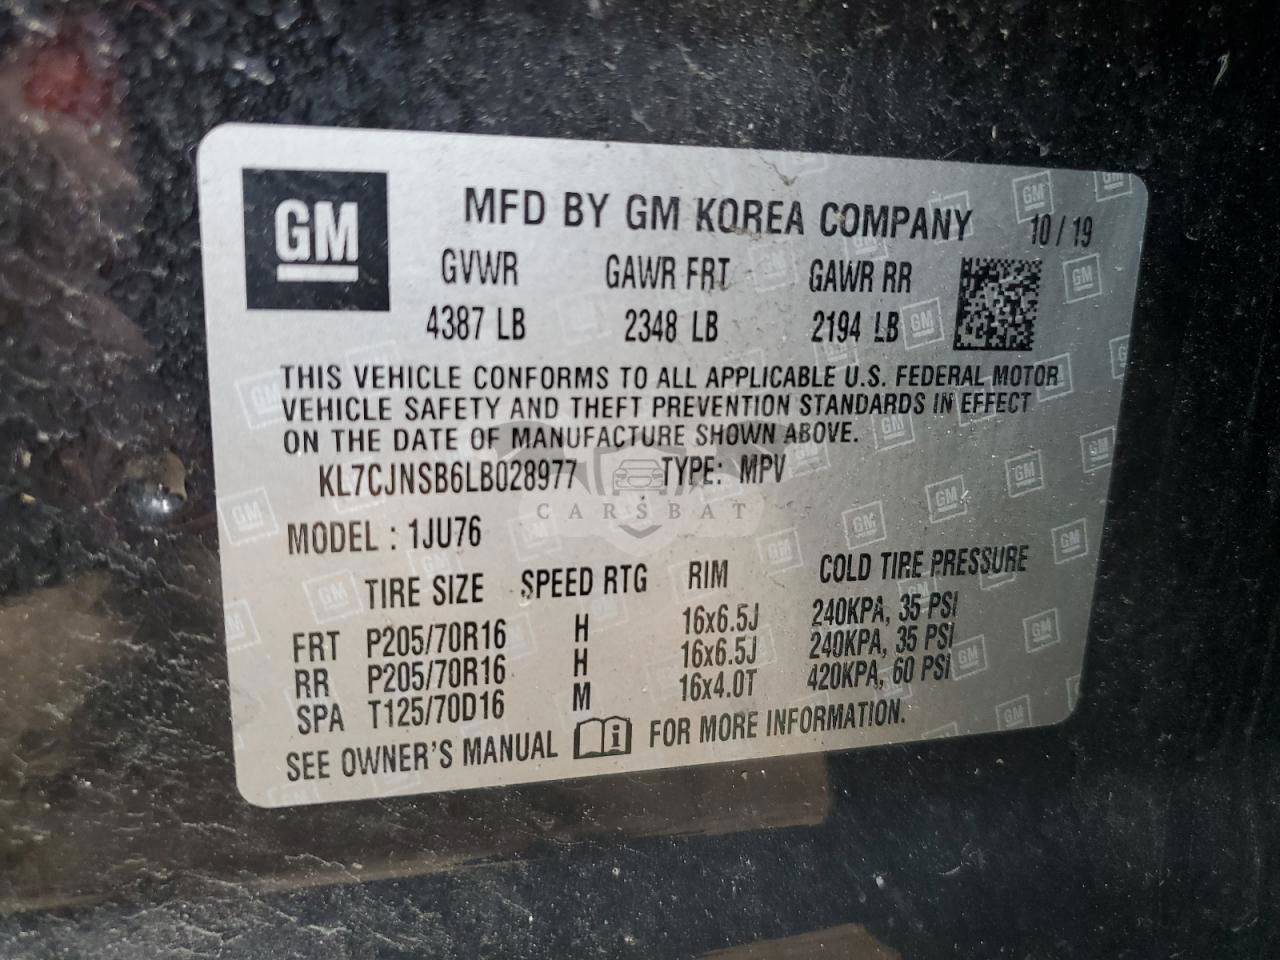 GM
MFD BY GM KOREA COMPANY 10 / 19
GVWR GAWR FRT GAWR RR
4387 LB 2348 LB 2194 LB
THIS VEHICLE CONFORMS TO ALL APPLICABLE U.S. FEDERAL MOTOR
VEHICLE SAFETY AND THEFT PREVENTION STANDARDS IN EFFECT
ON THE DATE OF MANUFACTURE SHOWN ABOVE.
KL7CJNSB6LB028977 TYPE: MPV
CARSBAT
MODEL : 1JU76
TIRE SIZE SPEED RTG RIM COLD TIRE PRESSURE
FRT P205/70R16 H 16x6.5J 240KPA, 35 PSI
RR P205/70R16 H 16x6.5J 240KPA, 35 PSI
SPA T125/70D16 M 16x4.0T 420KPA, 60 PSI
SEE OWNER'S MANUAL FOR MORE INFORMATION.